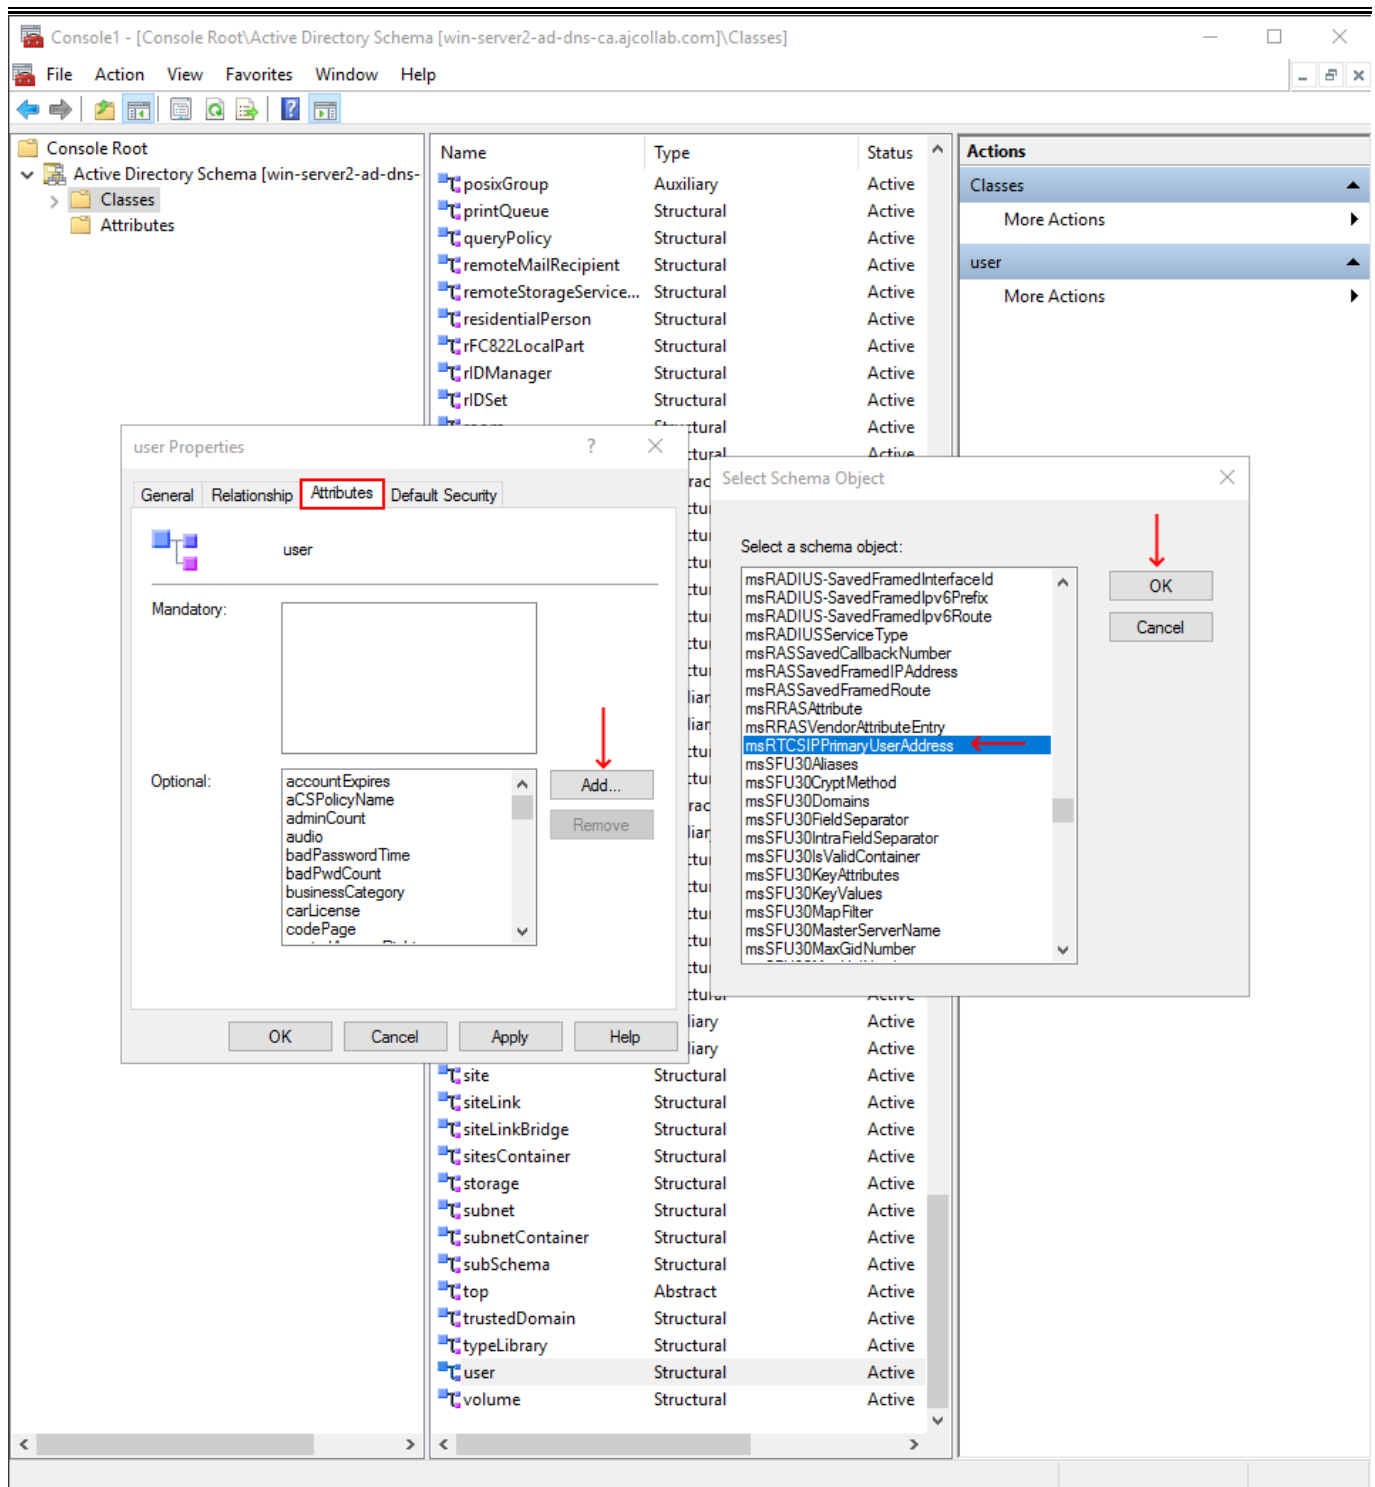 Console1 - [Console Root\Active Directory Schema [win-server2-ad-dns-ca.ajcollab.com]\Classes]
File Action View Favorites Window Help
Console Root
Active Directory Schema [win-server2-ad-dns-
Classes
Attributes
Name Type Status
posixGroup Auxiliary Active
printQueue Structural Active
queryPolicy Structural Active
remoteMailRecipient Structural Active
remoteStorageService... Structural Active
residentialPerson Structural Active
rFC822LocalPart Structural Active
rIDManager Structural Active
rIDSet Structural Active
Active
Actions
Classes
More Actions
user
More Actions
user Properties
General Relationship Attributes Default Security
user
Mandatory:
Optional:
accountExpires
aCSPolicyName
adminCount
audio
badPasswordTime
badPwdCount
businessCategory
carLicense
codePage
Add...
Remove
OK Cancel Apply Help
Select Schema Object
Select a schema object:
msRADIUS-SavedFramedInterfaceId
msRADIUS-SavedFramedIpv6Prefix
msRADIUS-SavedFramedIpv6Route
msRADIUSServiceType
msRASSavedCallbackNumber
msRASSavedFramedIPAddress
msRASSavedFramedRoute
msRRASAttribute
msRRASVendorAttributeEntry
msRTCSIPPrimaryUserAddress
msSFU30Aliases
msSFU30CryptMethod
msSFU30Domains
msSFU30FieldSeparator
msSFU30IntraFieldSeparator
msSFU30IsValidContainer
msSFU30KeyAttributes
msSFU30KeyValues
msSFU30MapFilter
msSFU30MasterServerName
msSFU30MaxGidNumber
OK
Cancel
liary Active
liary Active
site Structural Active
siteLink Structural Active
siteLinkBridge Structural Active
sitesContainer Structural Active
storage Structural Active
subnet Structural Active
subnetContainer Structural Active
subSchema Structural Active
top Abstract Active
trustedDomain Structural Active
typeLibrary Structural Active
user Structural Active
volume Structural Active